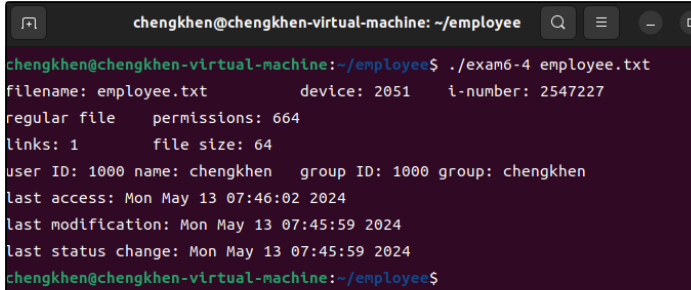 chengkhen@chengkhen-virtual-machine: ~/employee
chengkhen@chengkhen-virtual-machine:~/employee$ ./exam6-4 employee.txt
filename: employee.txt device: 2051 i-number: 2547227
regular file permissions: 664
links: 1 file size: 64
user ID: 1000 name: chengkhen group ID: 1000 group: chengkhen
last access: Mon May 13 07:46:02 2024
last modification: Mon May 13 07:45:59 2024
last status change: Mon May 13 07:45:59 2024
chengkhen@chengkhen-virtual-machine:~/employee$